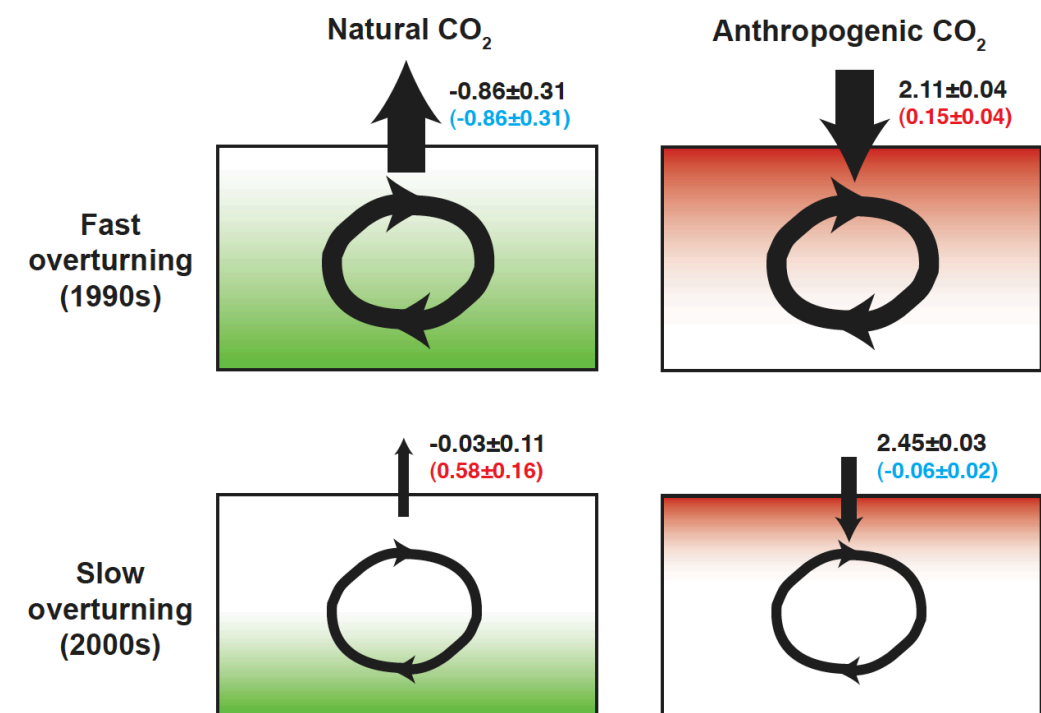 Natural CO₂
Anthropogenic CO₂
-0.86±0.31
(-0.86±0.31)
2.11±0.04
(0.15±0.04)
Fast
overturning
(1990s)
-0.03±0.11
(0.58±0.16)
2.45±0.03
(-0.06±0.02)
Slow
overturning
(2000s)